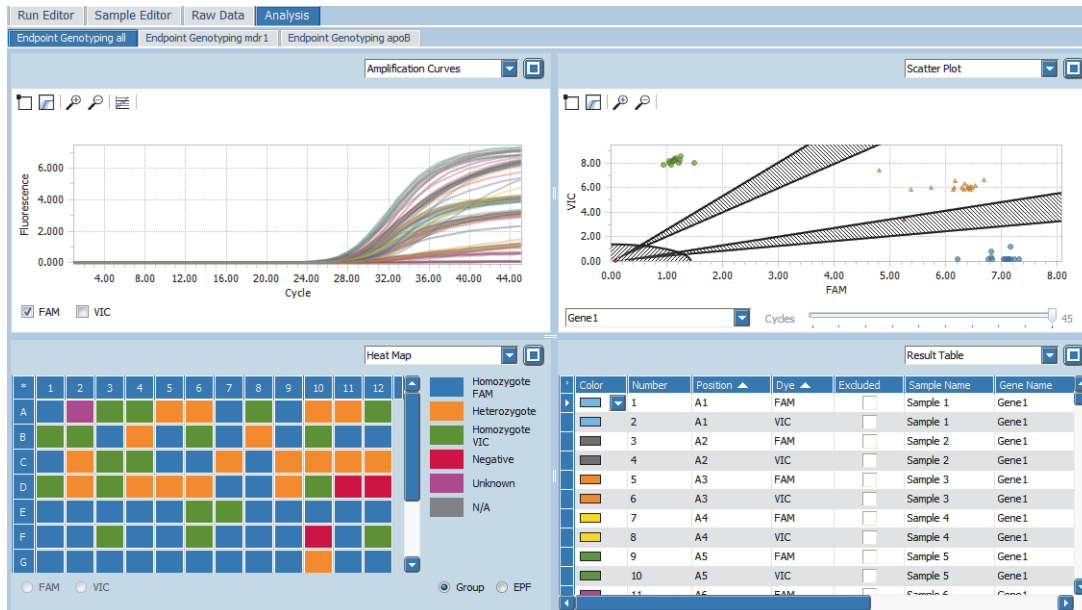 Run Editor Sample Editor Raw Data Analysis
Endpoint Genotyping all Endpoint Genotyping mdr1 Endpoint Genotyping apoB
Amplification Curves
Fluorescence
6.000
4.000
2.000
0.000
4.00 8.00 12.00 16.00 20.00 24.00 28.00 32.00 36.00 40.00 44.00
Cycle
FAM VIC
Scatter Plot
VIC
8.00
6.00
4.00
2.00
0.00
0.00 1.00 2.00 3.00 4.00 5.00 6.00 7.00 8.00
FAM
Gene1 Cycles 45
Heat Map
* 1 2 3 4 5 6 7 8 9 10 11 12
A
B
C
D
E
F
G
Homozygote
FAM
Heterozygote
Homozygote
VIC
Negative
Unknown
N/A
FAM VIC Group EPF
Result Table
Color Number Position Dye Excluded Sample Name Gene Name
1 A1 FAM Sample 1 Gene1
2 A1 VIC Sample 1 Gene1
3 A2 FAM Sample 2 Gene1
4 A2 VIC Sample 2 Gene1
5 A3 FAM Sample 3 Gene1
6 A3 VIC Sample 3 Gene1
7 A4 FAM Sample 4 Gene1
8 A4 VIC Sample 4 Gene1
9 A5 FAM Sample 5 Gene1
10 A5 VIC Sample 5 Gene1
11 A6 FAM Sample 6 Gene1